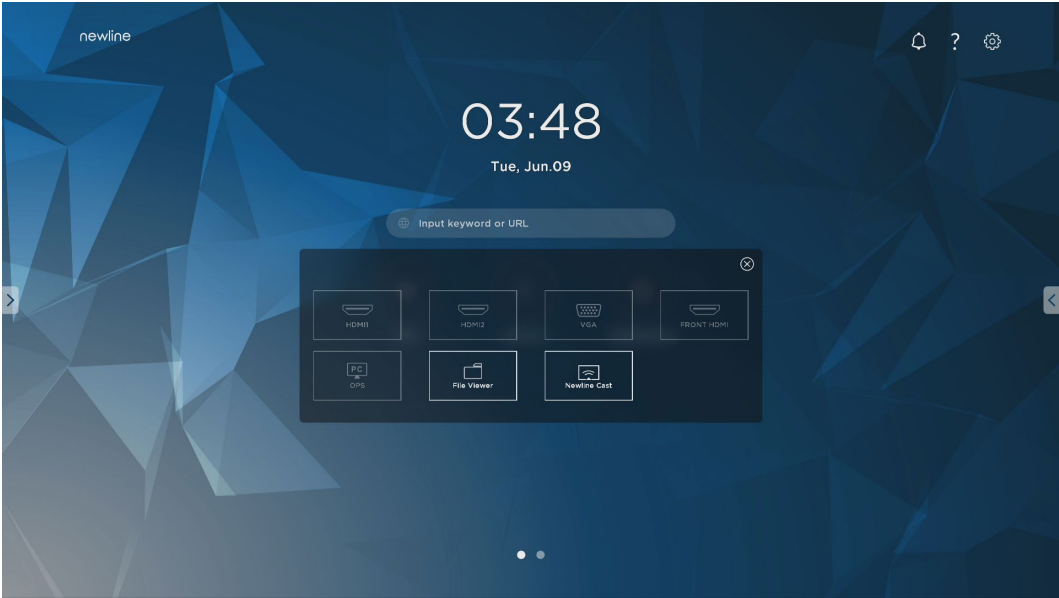 newline
?
03:48
Tue, Jun.09
Input keyword or URL
HDMI1
HDMI2
VGA
FRONT HDMI
PC
OPS
File Viewer
Newline Cast